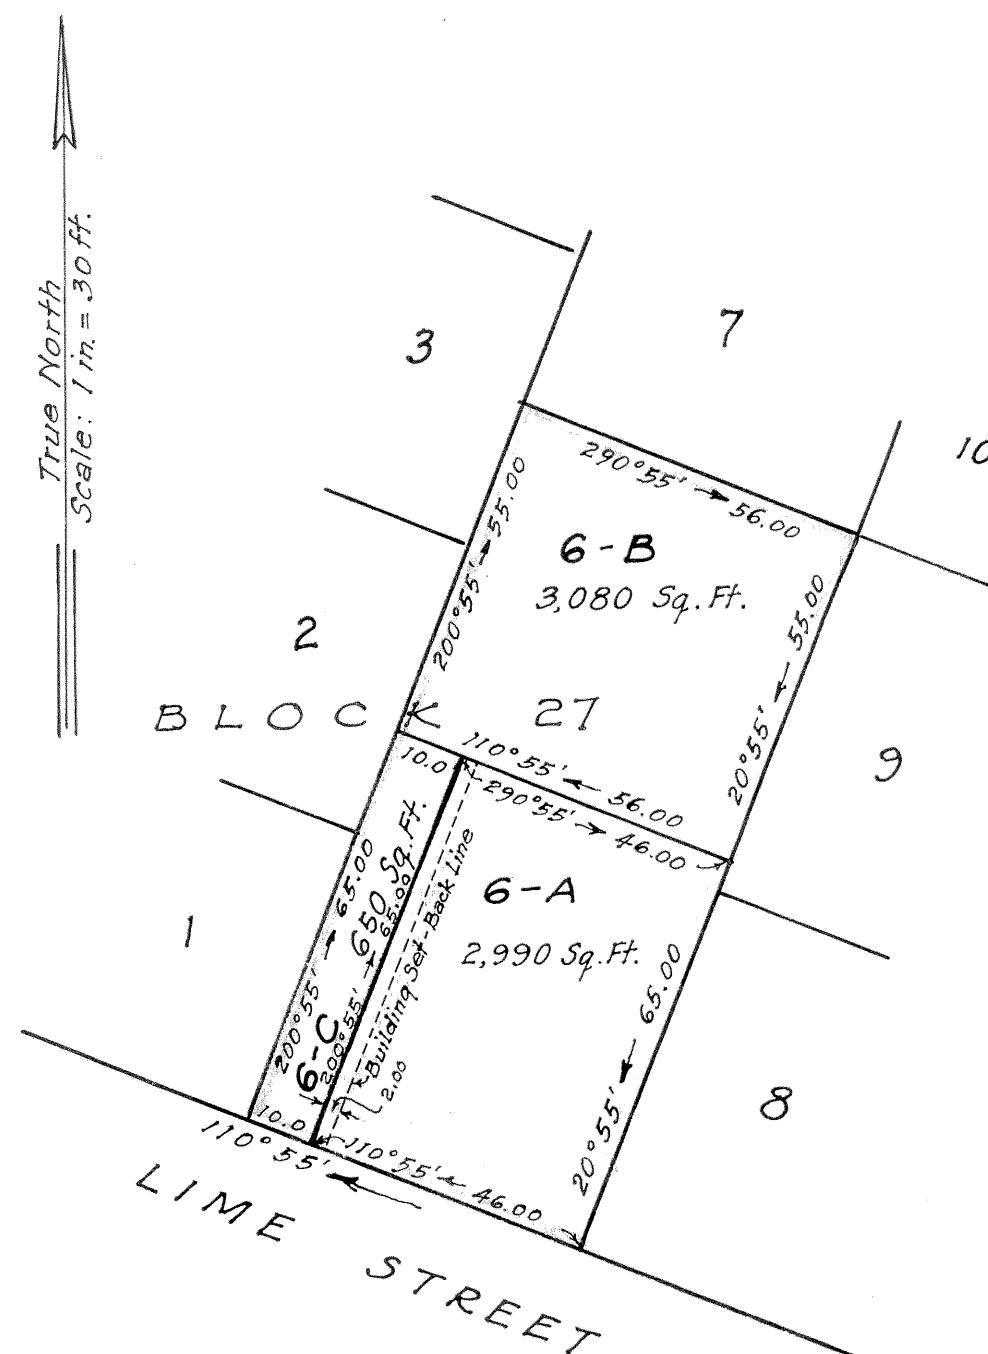 True North
Scale: 1 in. = 30 ft.
3
7
10
290°55' → 56.00
200°55' → 55.00
6-B
3,080 Sq. Ft.
20°55' ← 55.00
2
BLOCK 27
9
110°55' ← 56.00
10.0
290°55' → 46.00
6-A
2,990 Sq. Ft.
1
200°55' → 65.00
6-C 650 Sq. Ft.
200°55' → 65.00
Building Set-Back Line
2.00
20°55' ← 65.00
8
10.0
110°55' ← 46.00
110°55'
LIME STREET